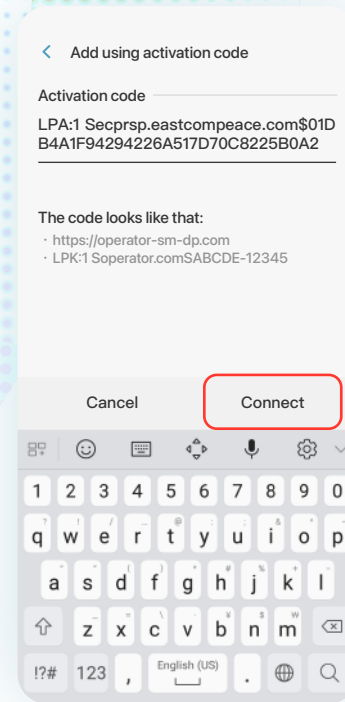 Add using activation code
Activation code
LPA:1 Secprsp.eastcompeace.com$01D
B4A1F94294226A517D70C8225B0A2
The code looks like that:
· https://operator-sm-dp.com
· LPK:1 Soperator.comSABCDE-12345
Cancel Connect
1 2 3 4 5 6 7 8 9 0
q w e r t y u i o p
a s d f g h j k l
z x c v b n m
!?# 123 , English (US) .